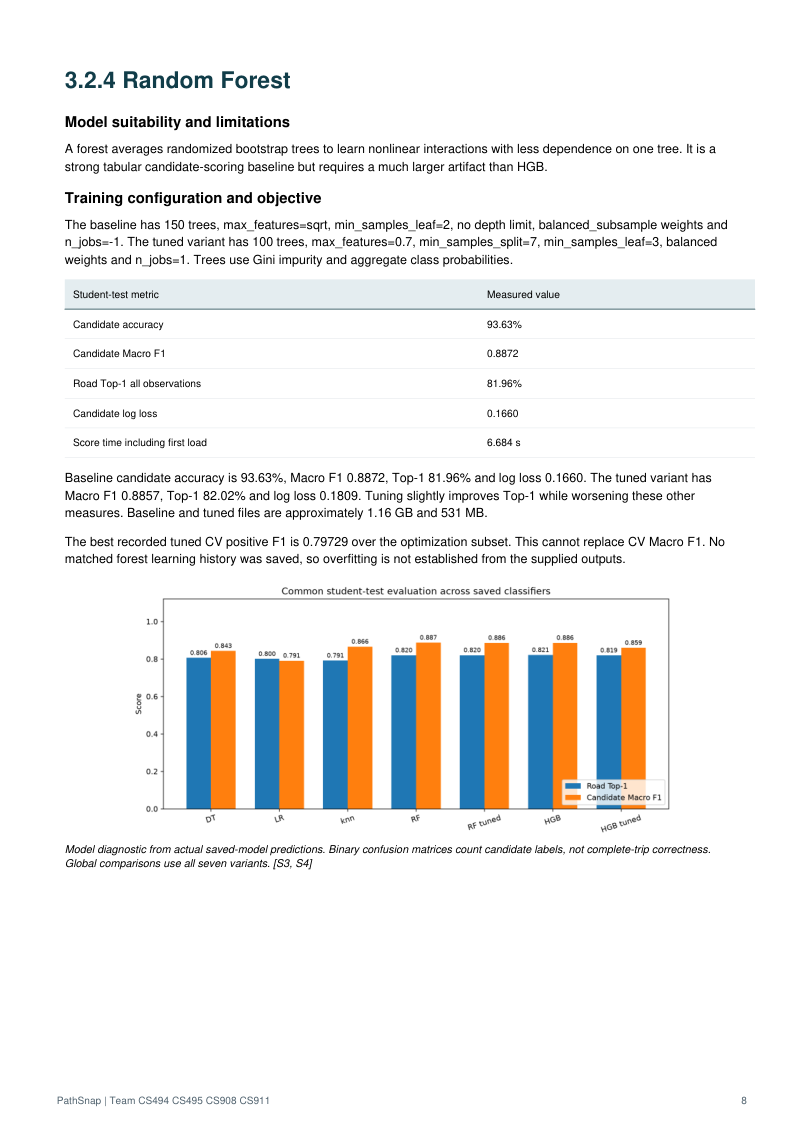 3.2.4 Random Forest
Model suitability and limitations
A forest averages randomized bootstrap trees to learn nonlinear interactions with less dependence on one tree. It is a
strong tabular candidate-scoring baseline but requires a much larger artifact than HGB.
Training configuration and objective
The baseline has 150 trees, max_features=sqrt, min_samples_leaf=2, no depth limit, balanced_subsample weights and
n_jobs=-1. The tuned variant has 100 trees, max_features=0.7, min_samples_split=7, min_samples_leaf=3, balanced
weights and n_jobs=1. Trees use Gini impurity and aggregate class probabilities.
Student-test metric Measured value
Candidate accuracy 93.63%
Candidate Macro F1 0.8872
Road Top-1 all observations 81.96%
Candidate log loss 0.1660
Score time including first load 6.684 s
Baseline candidate accuracy is 93.63%, Macro F1 0.8872, Top-1 81.96% and log loss 0.1660. The tuned variant has
Macro F1 0.8857, Top-1 82.02% and log loss 0.1809. Tuning slightly improves Top-1 while worsening these other
measures. Baseline and tuned files are approximately 1.16 GB and 531 MB.
The best recorded tuned CV positive F1 is 0.79729 over the optimization subset. This cannot replace CV Macro F1. No
matched forest learning history was saved, so overfitting is not established from the supplied outputs.
Common student-test evaluation across saved classifiers
Score
1.0
0.8
0.6
0.4
0.2
0.0
0.806 0.843 0.800 0.791 0.791 0.866 0.820 0.887 0.820 0.886 0.821 0.886 0.819 0.859
Road Top-1
Candidate Macro F1
DT LR knn RF RF tuned HGB HGB tuned
Model diagnostic from actual saved-model predictions. Binary confusion matrices count candidate labels, not complete-trip correctness.
Global comparisons use all seven variants. [S3, S4]
PathSnap | Team CS494 CS495 CS908 CS911 8